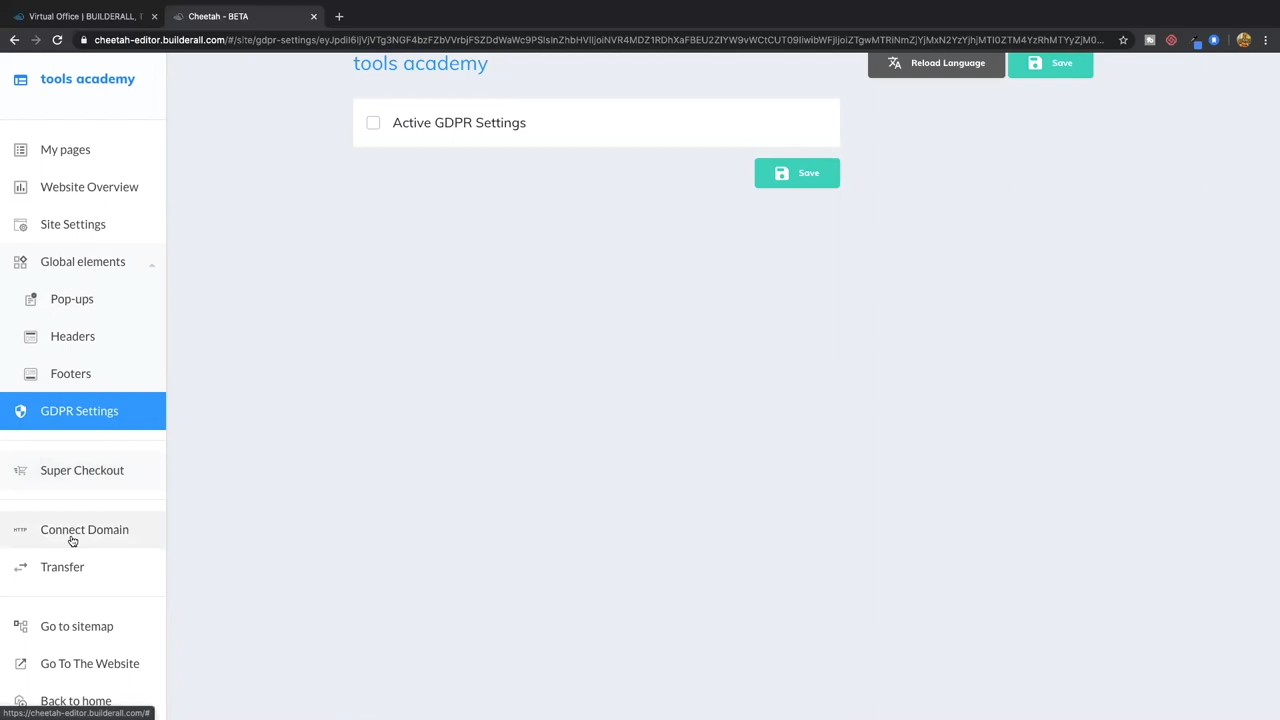 Virtual Office | BUILDERALL, T
Cheetah - BETA
cheetah-editor.builderall.com/#/site/gdpr-settings/
tools academy
My pages
Website Overview
Site Settings
Global elements
Pop-ups
Headers
Footers
GDPR Settings
Super Checkout
HTTP
Connect Domain
Transfer
Go to sitemap
Go To The Website
Back to home
https://cheetah-editor.builderall.com/#
tools academy
Reload Language
Save
Active GDPR Settings
Save